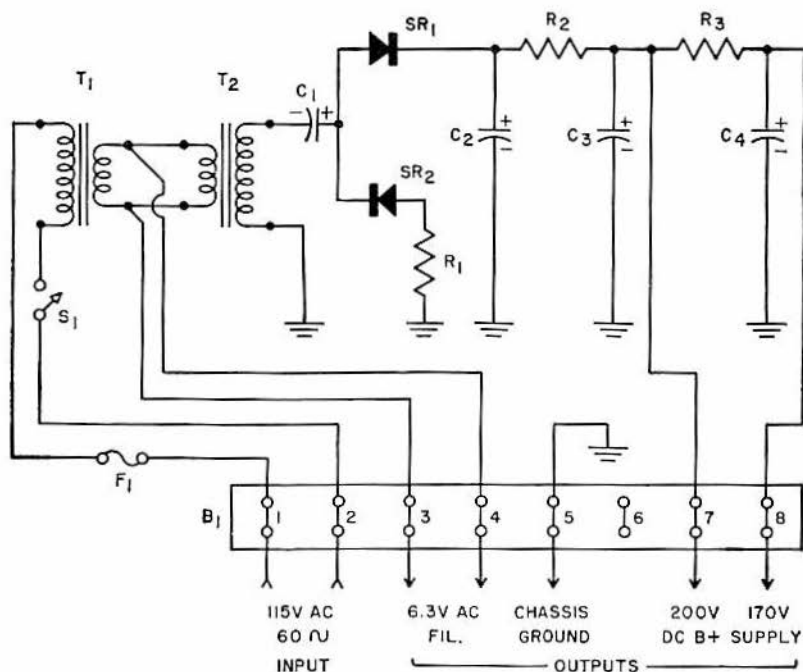 SR1
R2
R3
T1
T2
C1
- +
+
-
C2
+
-
C3
+
-
C4
SR2
R1
S1
F1
B1
1 2 3 4 5 6 7 8
115V AC 6.3V AC CHASSIS 200V 170V
60 ∿ FIL. GROUND DC B+ SUPPLY
INPUT OUTPUTS